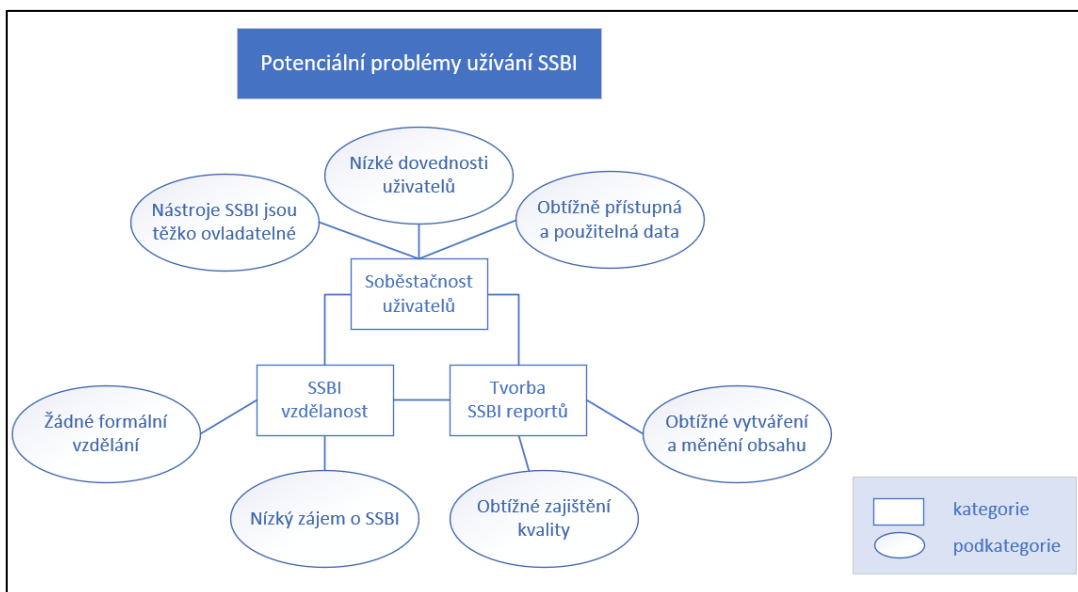 Potenciální problémy užívání SSBI
Nízké dovednosti
uživatelů
Nástroje SSBI jsou
těžko ovladatelné
Obtížně přístupná
a použitelná data
Soběstačnost
uživatelů
SSBI
vzdělanost
Tvorba
SSBI reportů
Žádné formální
vzdělání
Obtížné vytváření
a měnění obsahu
Nízký zájem o SSBI
Obtížné zajištění
kvality
kategorie
podkategorie